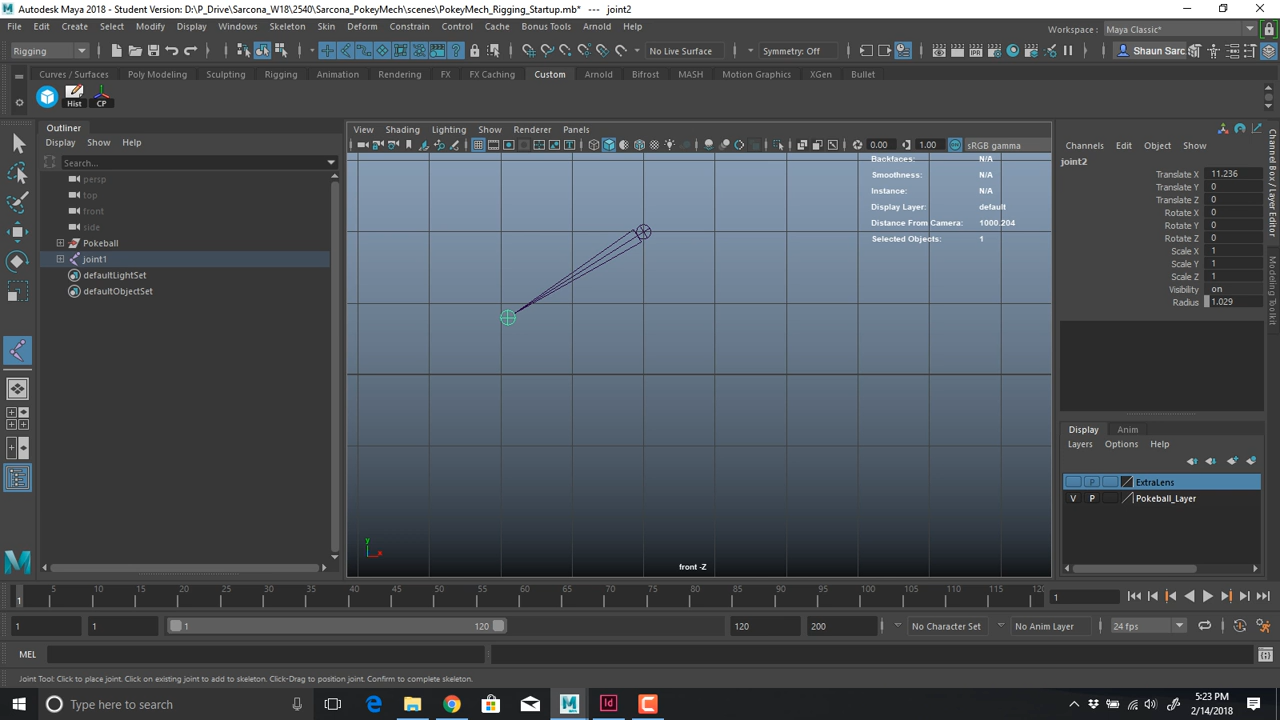 Autodesk Maya 2018 - Student Version: D:\P_Drive\Sarcona_W18\2540\Sarcona_PokeyMech\scenes\PokeyMech_Rigging_Startup.mb* --- joint2
File Edit Create Select Modify Display Windows Skeleton Skin Deform Constrain Control Cache Bonus Tools Arnold Help
Workspace: Maya Classic*
Rigging
No Live Surface
Symmetry: Off
Shaun Sarc
Curves / Surfaces Poly Modeling Sculpting Rigging Animation Rendering FX FX Caching Custom Arnold Bifrost MASH Motion Graphics XGen Bullet
Hist CP
Outliner
Display Show Help
Search...
persp
top
front
side
Pokeball
joint1
defaultLightSet
defaultObjectSet
View Shading Lighting Show Renderer Panels
0.00 1.00 sRGB gamma
Backfaces: N/A
Smoothness: N/A
Instance: N/A
Display Layer: default
Distance From Camera: 1000.204
Selected Objects: 1
y
x
front -Z
Channels Edit Object Show
joint2
Translate X 11.236
Translate Y 0
Translate Z 0
Rotate X 0
Rotate Y 0
Rotate Z 0
Scale X 1
Scale Y 1
Scale Z 1
Visibility on
Radius 1.029
Channel Box / Layer Editor
Modeling Toolkit
Display Anim
Layers Options Help
P ExtraLens
V P Pokeball_Layer
1 5 10 15 20 25 30 35 40 45 50 55 60 65 70 75 80 85 90 95 100 105 110 115 120
1
1 1 1 120 120 200 No Character Set No Anim Layer 24 fps
MEL
Joint Tool: Click to place joint. Click on existing joint to add to skeleton. Click-Drag to position joint. Confirm to complete skeleton.
Type here to search
5:23 PM
2/14/2018